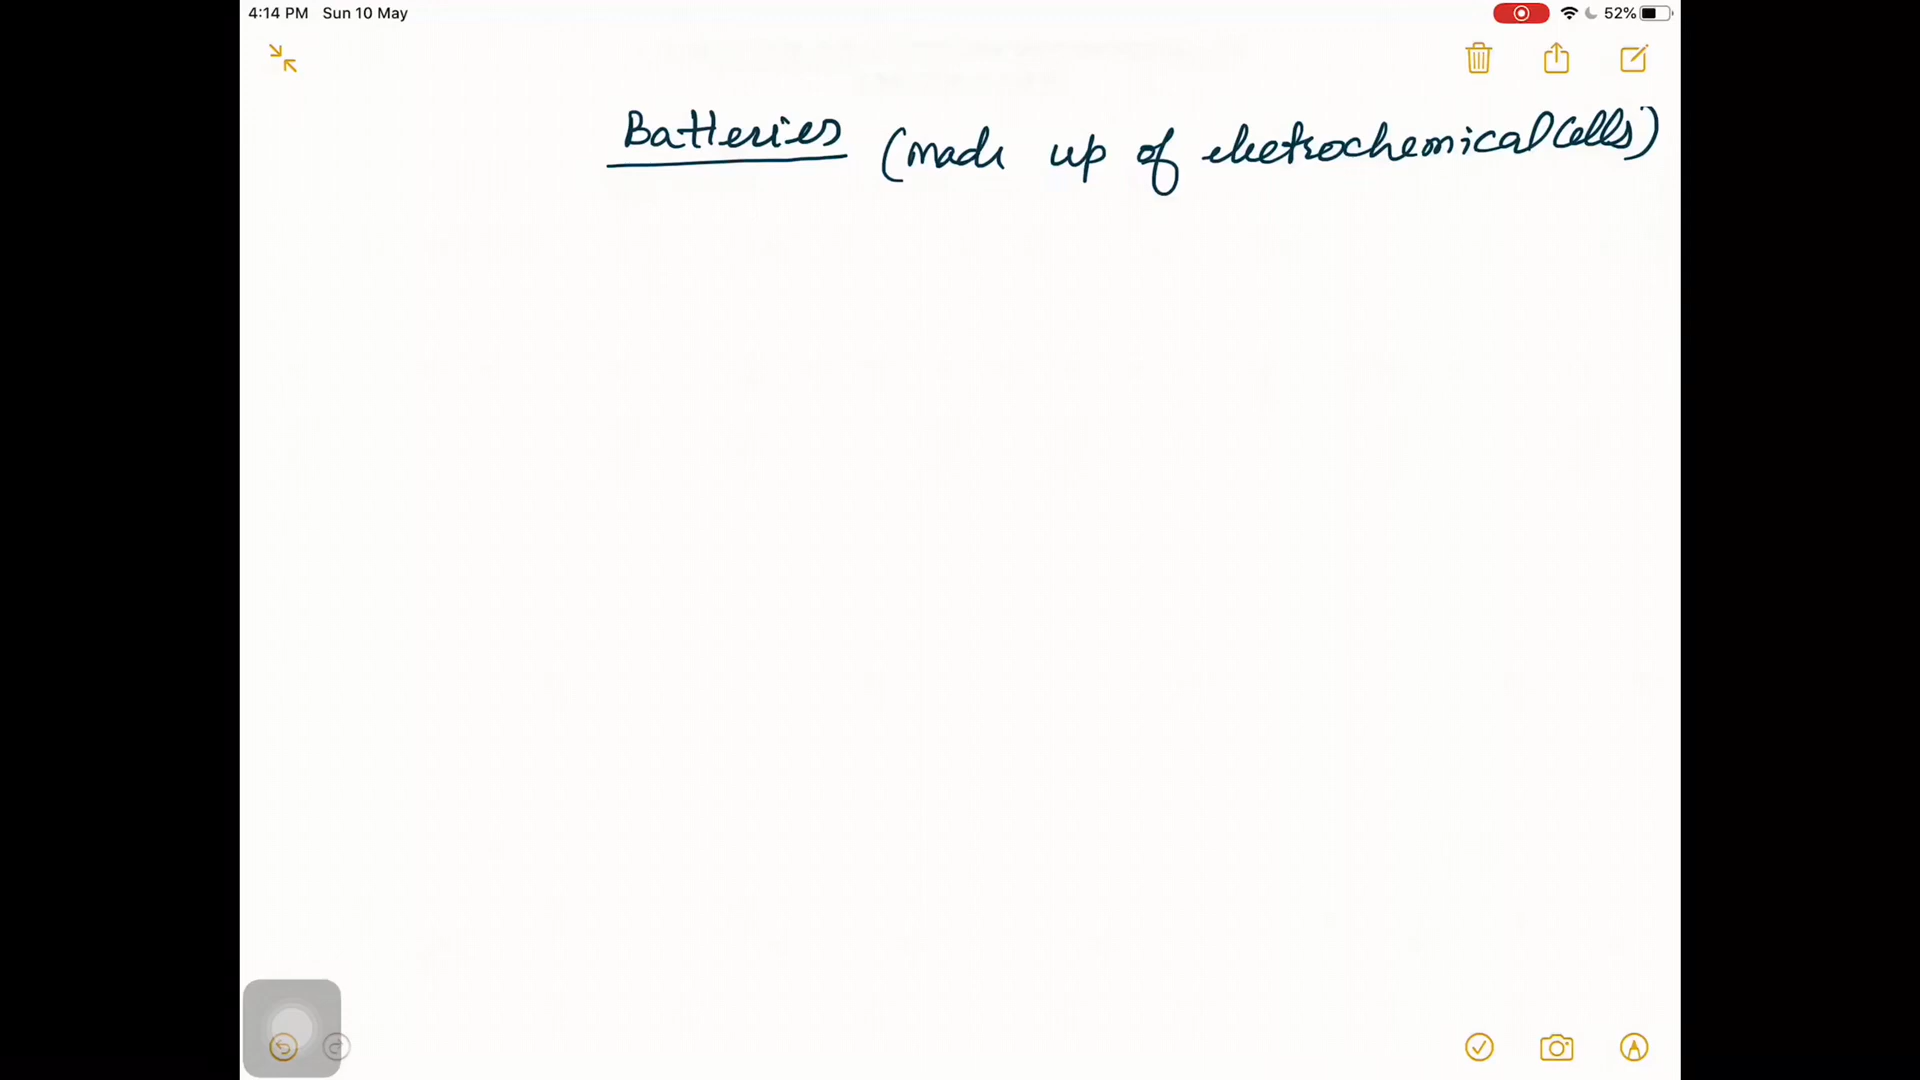 4:14 PM Sun 10 May 52%
Batteries (made up of electrochemical cells)